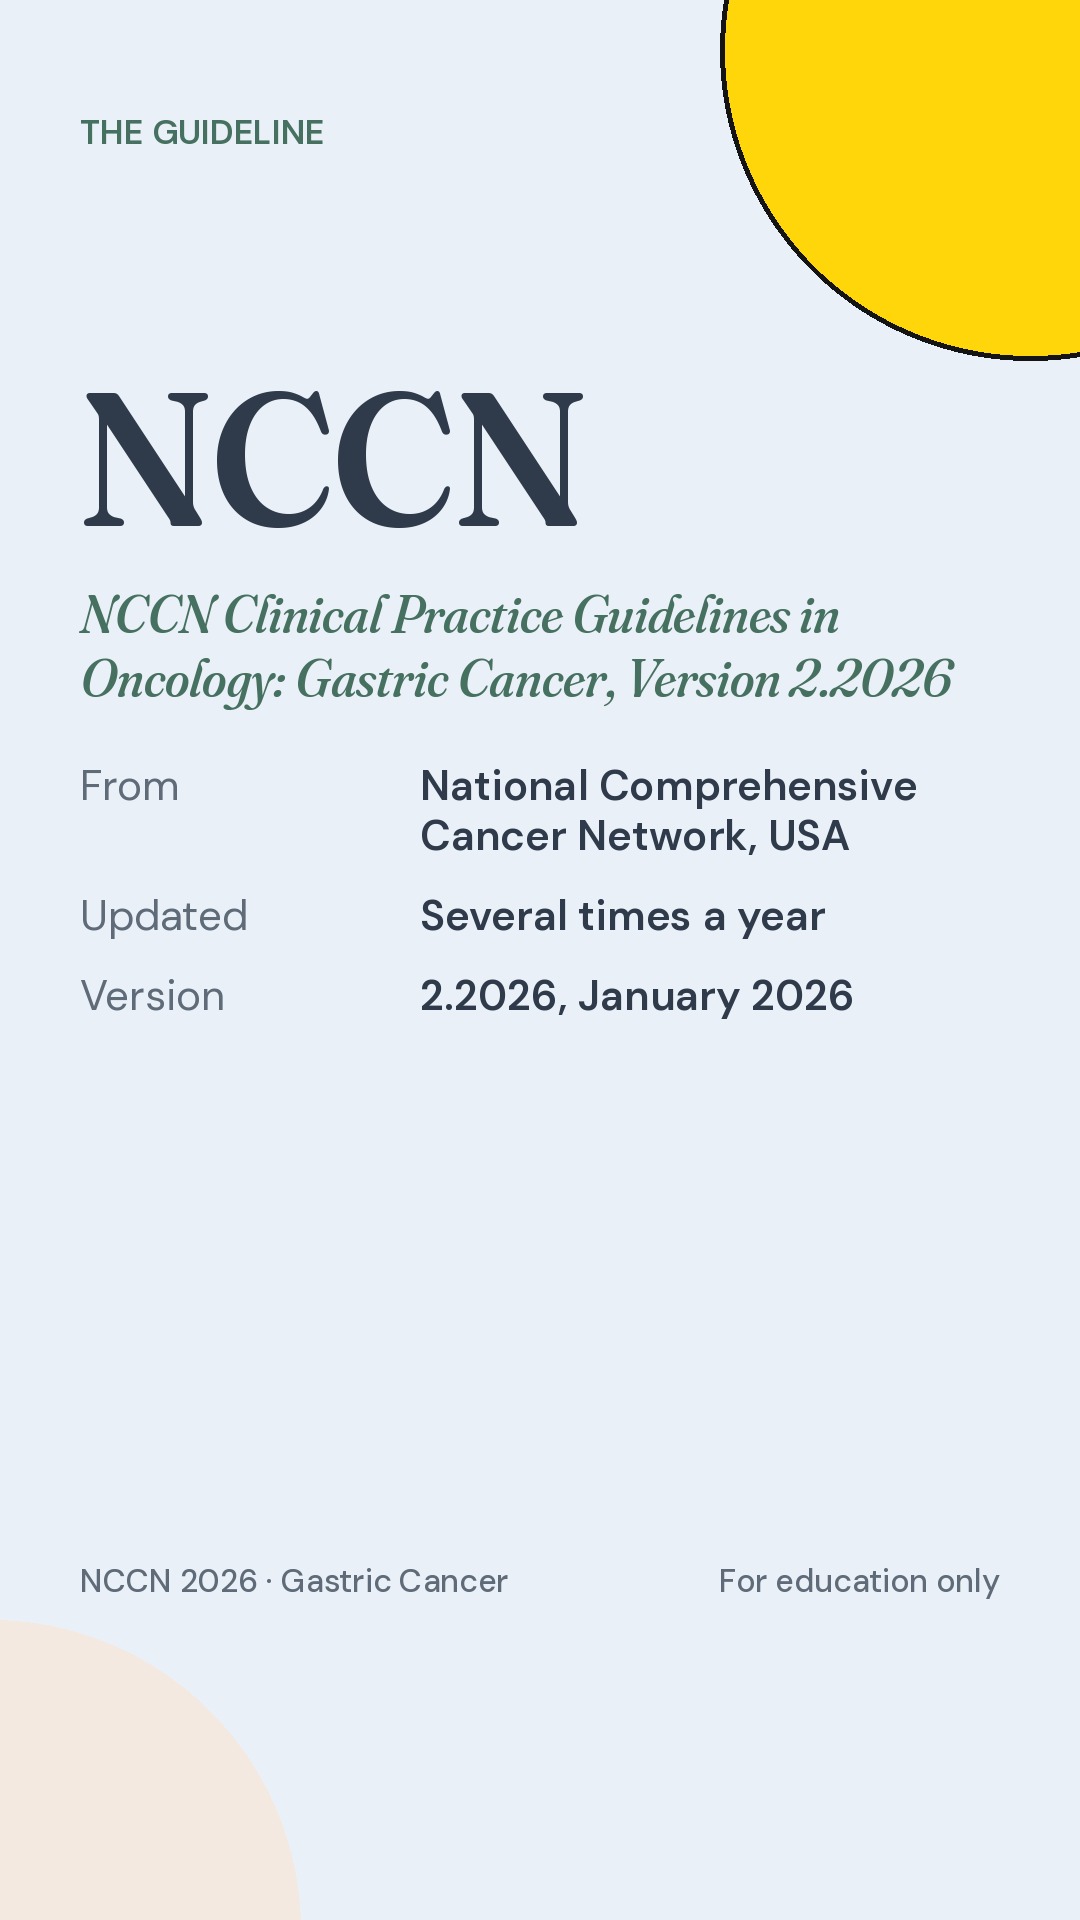 THE GUIDELINE
NCCN
NCCN Clinical Practice Guidelines in
Oncology: Gastric Cancer, Version 2.2026
From National Comprehensive
Cancer Network, USA
Updated Several times a year
Version 2.2026, January 2026
NCCN 2026 · Gastric Cancer For education only